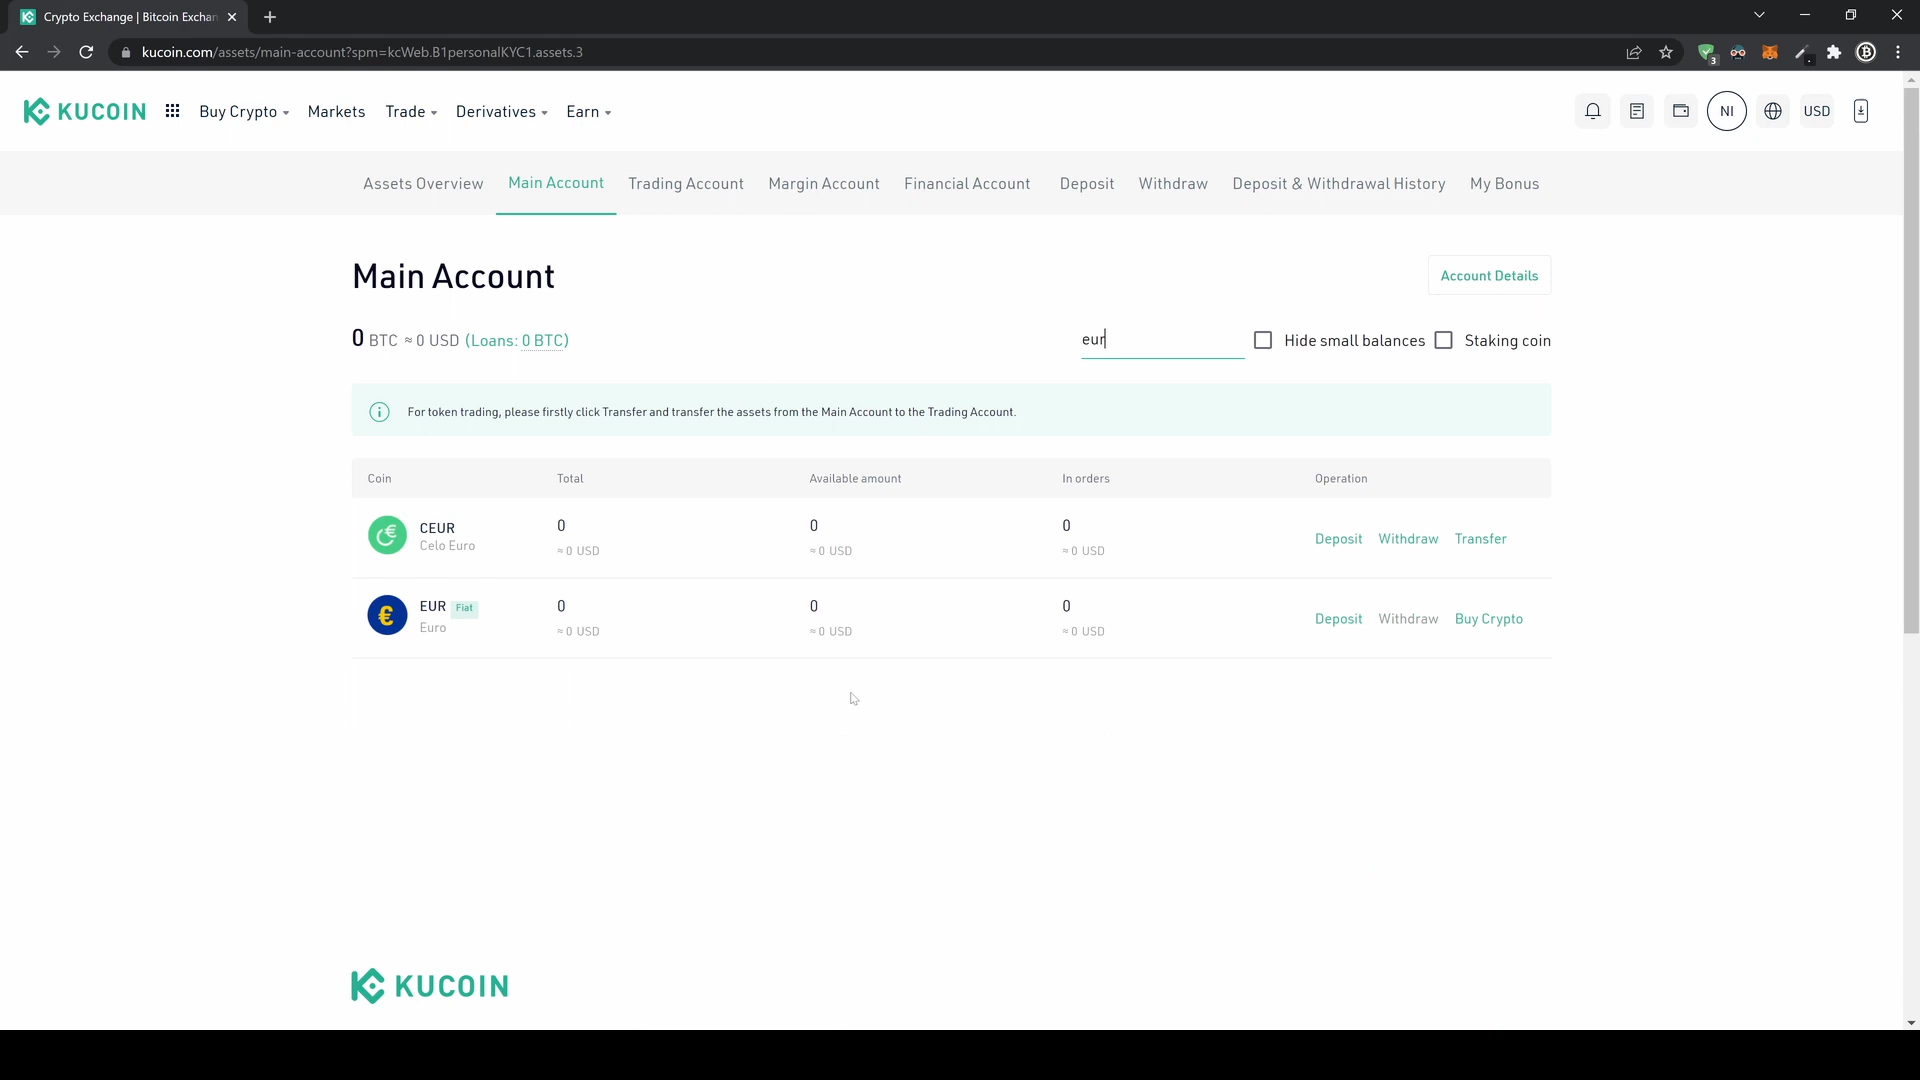 Crypto Exchange | Bitcoin Exchan
kucoin.com/assets/main-account?spm=kcWeb.B1personalKYC1.assets.3
3
KUCOIN
Buy Crypto
Markets
Trade
Derivatives
Earn
NI
USD
Assets Overview
Main Account
Trading Account
Margin Account
Financial Account
Deposit
Withdraw
Deposit & Withdrawal History
My Bonus
Main Account
Account Details
0 BTC ≈ 0 USD (Loans: 0 BTC)
eur
Hide small balances
Staking coin
For token trading, please firstly click Transfer and transfer the assets from the Main Account to the Trading Account.
Coin
Total
Available amount
In orders
Operation
CEUR
Celo Euro
0
≈ 0 USD
0
≈ 0 USD
0
≈ 0 USD
Deposit
Withdraw
Transfer
EUR Fiat
Euro
0
≈ 0 USD
0
≈ 0 USD
0
≈ 0 USD
Deposit
Withdraw
Buy Crypto
KUCOIN